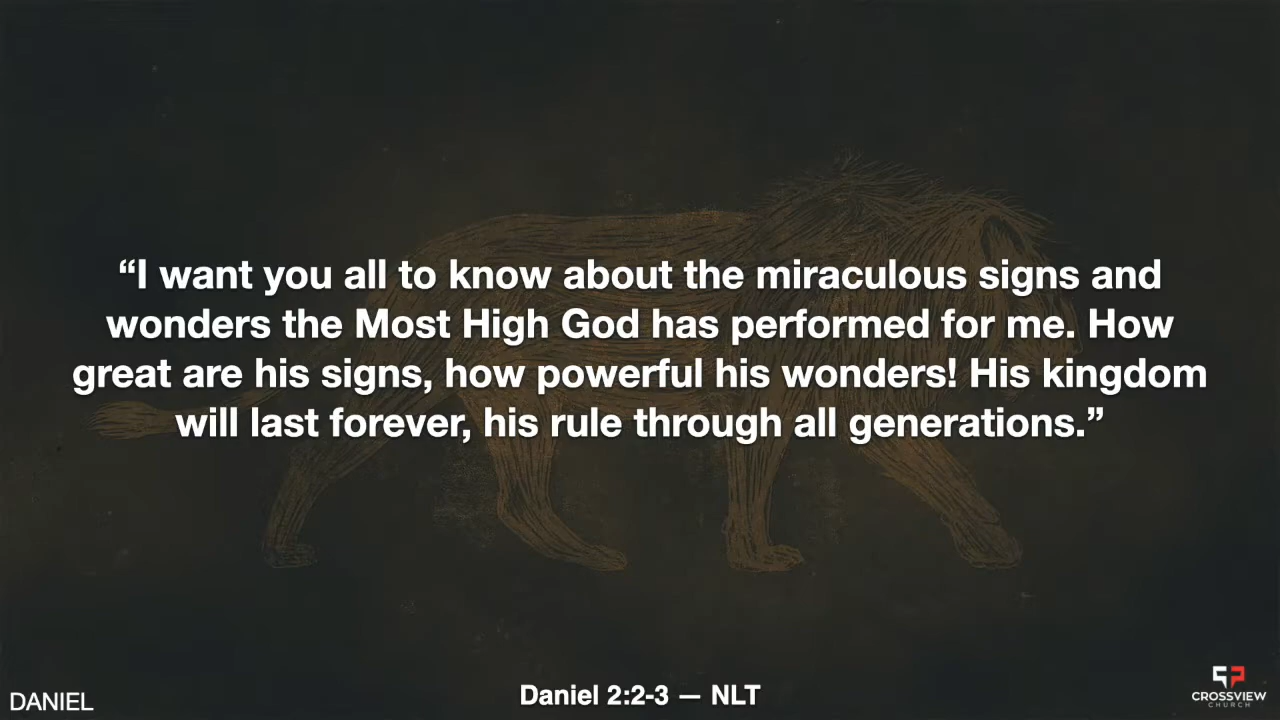 “I want you all to know about the miraculous signs and
wonders the Most High God has performed for me. How
great are his signs, how powerful his wonders! His kingdom
will last forever, his rule through all generations.”
Daniel 2:2-3 — NLT
DANIEL
CROSSVIEW
CHURCH